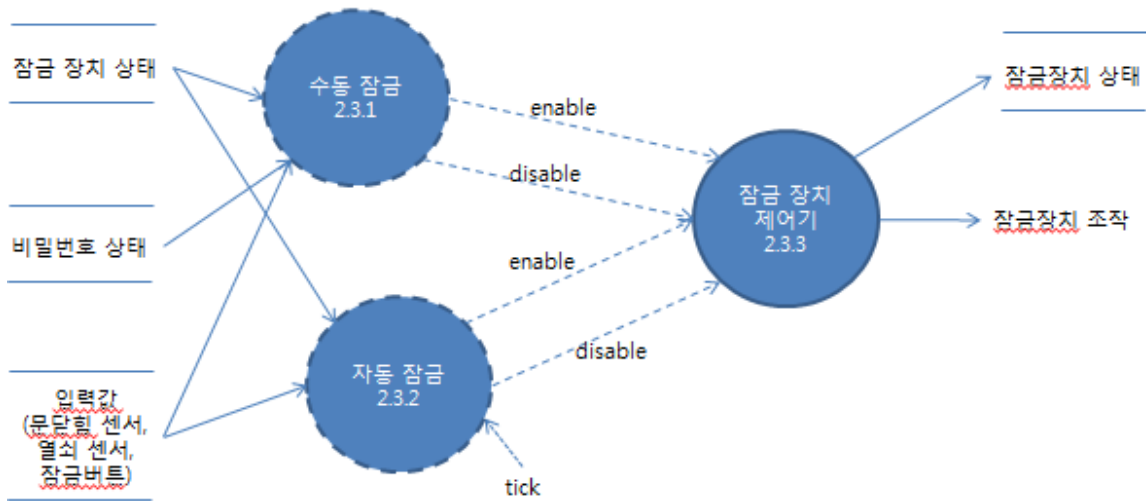 잠금 장치 상태
비밀번호 상태
입력값
(문닫힘 센서,
열쇠 센서,
잠금버튼)
수동 잠금
2.3.1
자동 잠금
2.3.2
enable
disable
enable
disable
tick
잠금 장치
제어기
2.3.3
잠금장치 상태
잠금장치 조작